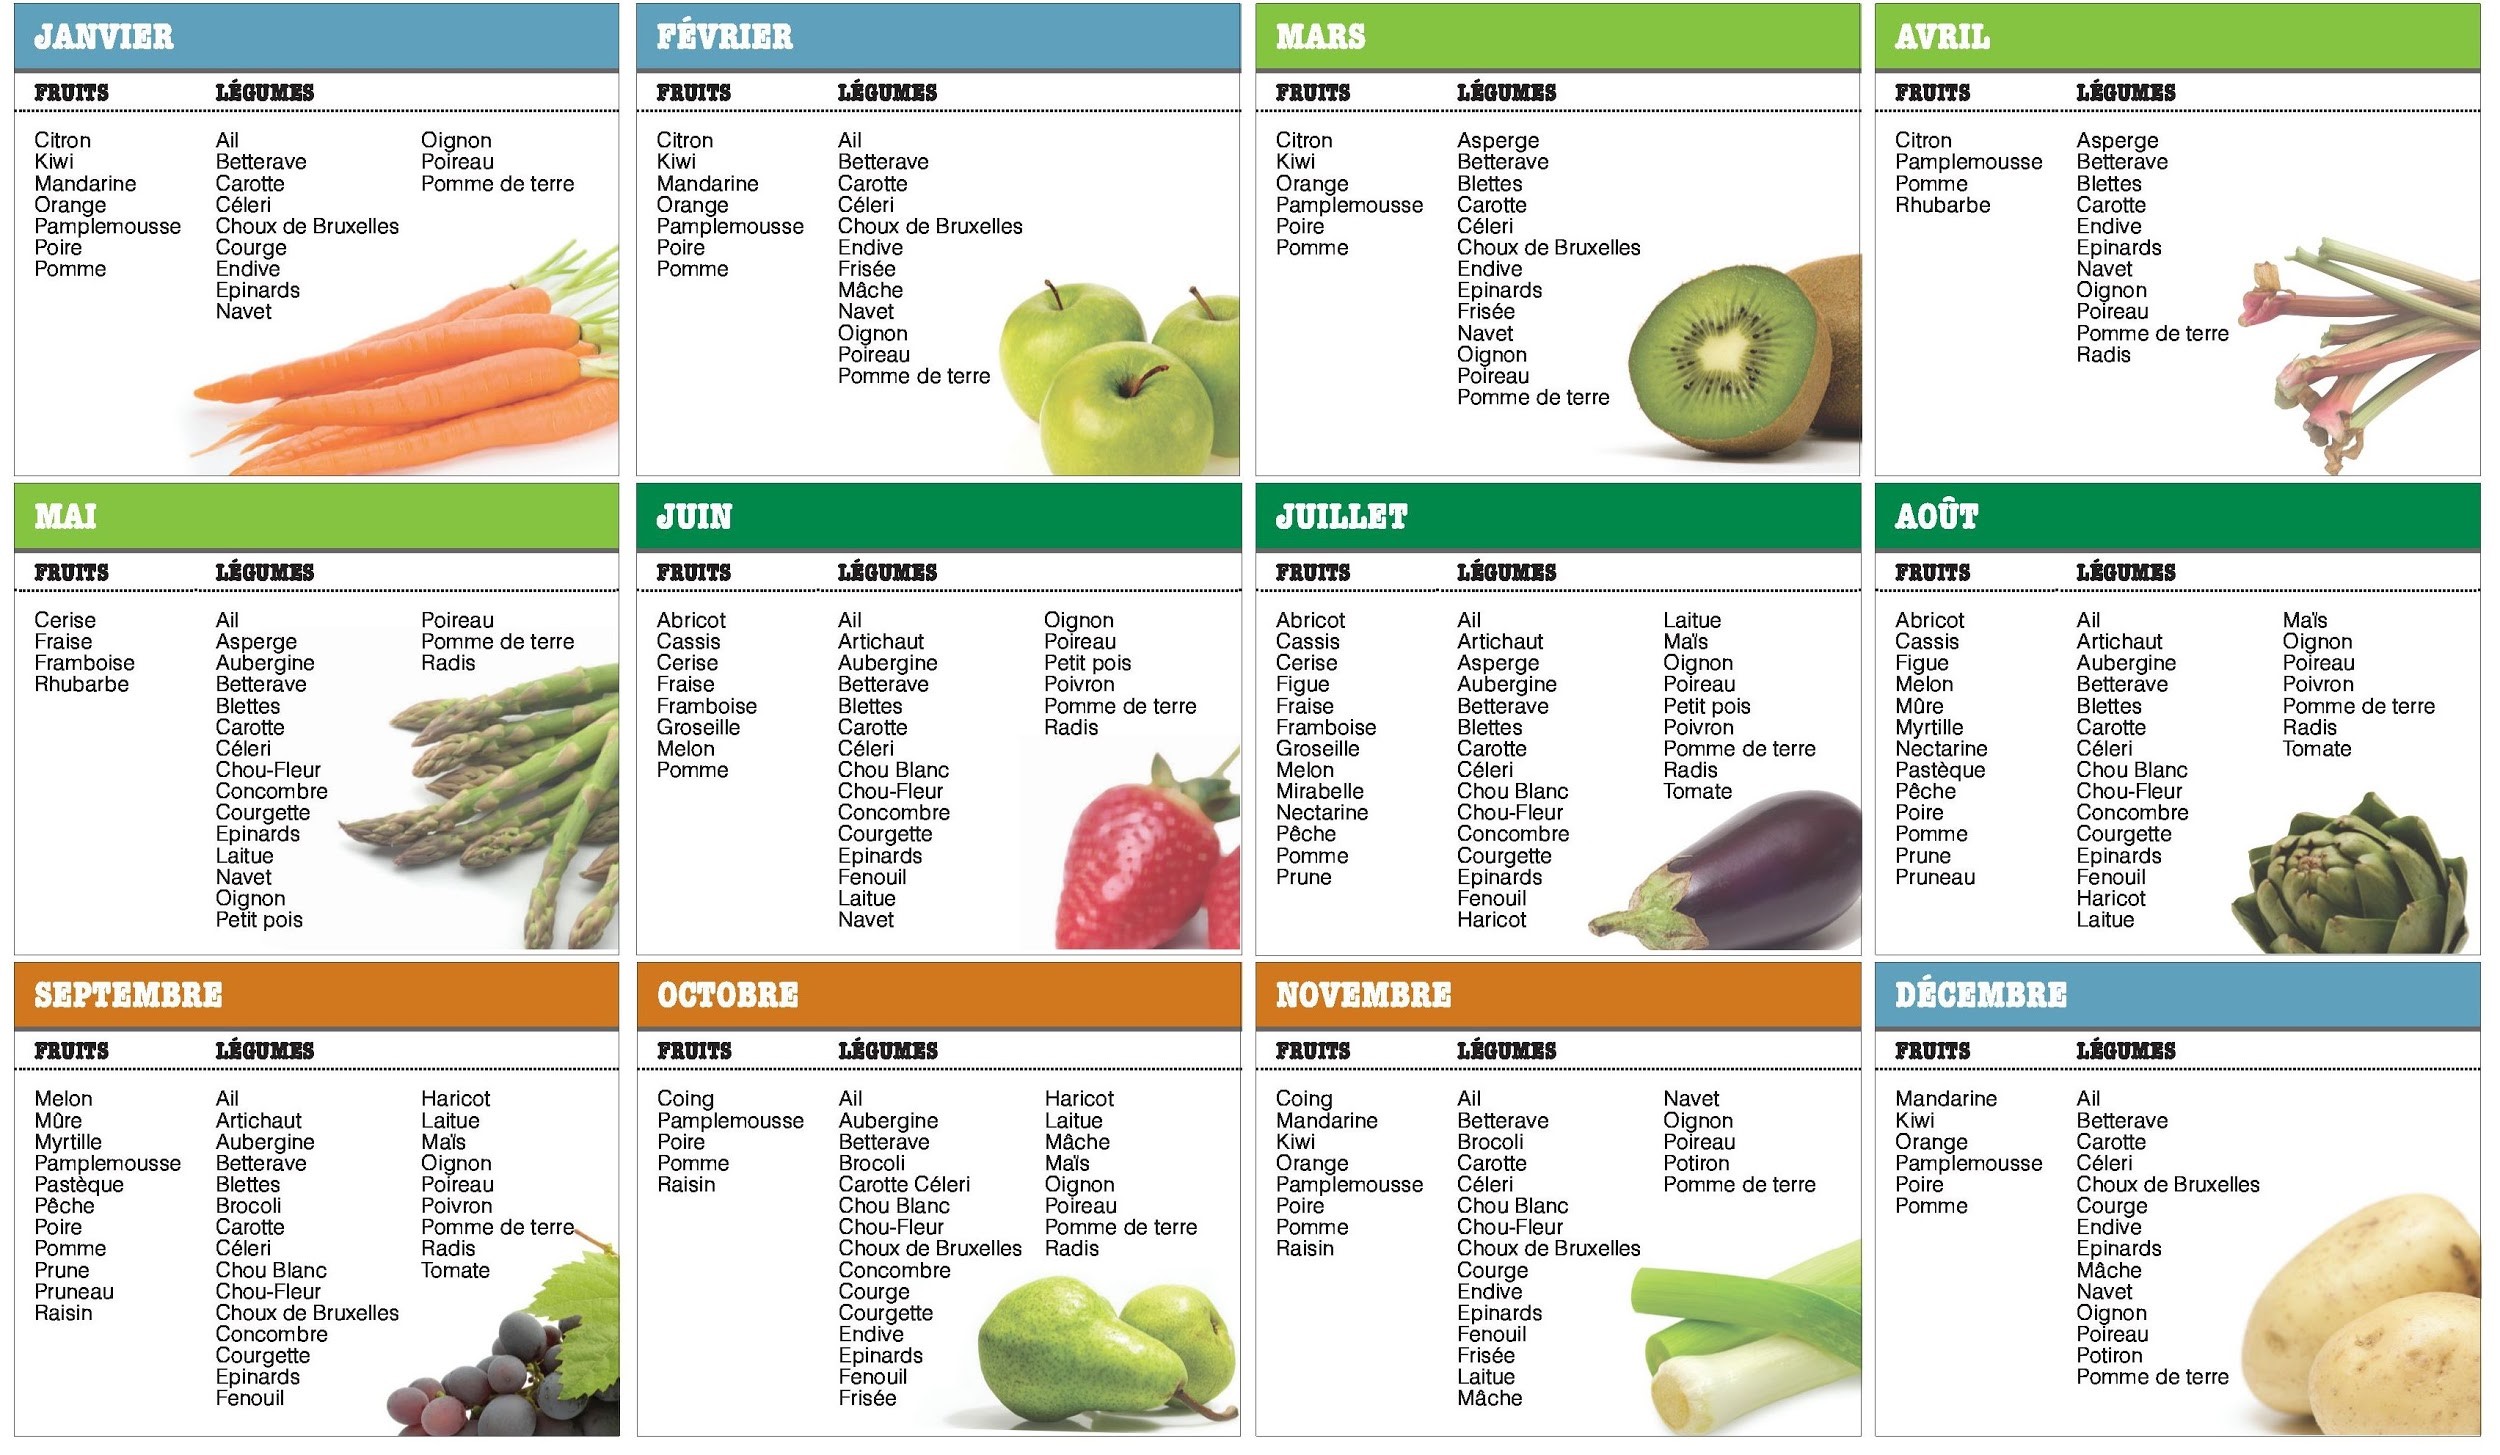 JANVIER
FRUITS
LÉGUMES
Citron
Kiwi
Mandarine
Orange
Pamplemousse
Poire
Pomme
Ail
Betterave
Carotte
Céleri
Choux de Bruxelles
Courge
Endive
Epinards
Navet
Oignon
Poireau
Pomme de terre
FÉVRIER
FRUITS
LÉGUMES
Citron
Kiwi
Mandarine
Orange
Pamplemousse
Poire
Pomme
Ail
Betterave
Carotte
Céleri
Choux de Bruxelles
Endive
Frisée
Mâche
Navet
Oignon
Poireau
Pomme de terre
MARS
FRUITS
LÉGUMES
Citron
Kiwi
Orange
Pamplemousse
Poire
Pomme
Asperge
Betterave
Blettes
Carotte
Céleri
Choux de Bruxelles
Endive
Epinards
Frisée
Navet
Oignon
Poireau
Pomme de terre
AVRIL
FRUITS
LÉGUMES
Citron
Pamplemousse
Pomme
Rhubarbe
Asperge
Betterave
Blettes
Carotte
Endive
Epinards
Navet
Oignon
Poireau
Pomme de terre
Radis
MAI
FRUITS
LÉGUMES
Cerise
Fraise
Framboise
Rhubarbe
Ail
Asperge
Aubergine
Betterave
Blettes
Carotte
Céleri
Chou-Fleur
Concombre
Courgette
Epinards
Laitue
Navet
Oignon
Petit pois
Poireau
Pomme de terre
Radis
JUIN
FRUITS
LÉGUMES
Abricot
Cassis
Cerise
Fraise
Framboise
Groseille
Melon
Pomme
Ail
Artichaut
Aubergine
Betterave
Blettes
Carotte
Céleri
Chou Blanc
Chou-Fleur
Concombre
Courgette
Epinards
Fenouil
Laitue
Navet
Oignon
Poireau
Petit pois
Poivron
Pomme de terre
Radis
JUILLET
FRUITS
LÉGUMES
Abricot
Cassis
Cerise
Figue
Fraise
Framboise
Groseille
Melon
Mirabelle
Nectarine
Pêche
Pomme
Prune
Ail
Artichaut
Asperge
Aubergine
Betterave
Blettes
Carotte
Céleri
Chou Blanc
Chou-Fleur
Concombre
Courgette
Epinards
Fenouil
Haricot
Laitue
Maïs
Oignon
Poireau
Petit pois
Poivron
Pomme de terre
Radis
Tomate
AOÛT
FRUITS
LÉGUMES
Abricot
Cassis
Figue
Melon
Mûre
Myrtille
Nectarine
Pastèque
Pêche
Poire
Pomme
Prune
Pruneau
Ail
Artichaut
Aubergine
Betterave
Blettes
Carotte
Céleri
Chou Blanc
Chou-Fleur
Concombre
Courgette
Epinards
Fenouil
Haricot
Laitue
Maïs
Oignon
Poireau
Poivron
Pomme de terre
Radis
Tomate
SEPTEMBRE
FRUITS
LÉGUMES
Melon
Mûre
Myrtille
Pamplemousse
Pastèque
Pêche
Poire
Pomme
Prune
Pruneau
Raisin
Ail
Artichaut
Aubergine
Betterave
Blettes
Brocoli
Carotte
Céleri
Chou Blanc
Chou-Fleur
Choux de Bruxelles
Concombre
Courgette
Epinards
Fenouil
Haricot
Laitue
Maïs
Oignon
Poireau
Poivron
Pomme de terre
Radis
Tomate
OCTOBRE
FRUITS
LÉGUMES
Coing
Pamplemousse
Poire
Pomme
Raisin
Ail
Aubergine
Betterave
Brocoli
Carotte Céleri
Chou Blanc
Chou-Fleur
Choux de Bruxelles
Concombre
Courge
Courgette
Endive
Epinards
Fenouil
Frisée
Haricot
Laitue
Mâche
Maïs
Oignon
Poireau
Pomme de terre
Radis
NOVEMBRE
FRUITS
LÉGUMES
Coing
Mandarine
Kiwi
Orange
Pamplemousse
Poire
Pomme
Raisin
Ail
Betterave
Brocoli
Carotte
Céleri
Chou Blanc
Chou-Fleur
Choux de Bruxelles
Courge
Endive
Epinards
Fenouil
Frisée
Laitue
Mâche
Navet
Oignon
Poireau
Potiron
Pomme de terre
DÉCEMBRE
FRUITS
LÉGUMES
Mandarine
Kiwi
Orange
Pamplemousse
Poire
Pomme
Ail
Betterave
Carotte
Céleri
Choux de Bruxelles
Courge
Endive
Epinards
Mâche
Navet
Oignon
Poireau
Potiron
Pomme de terre